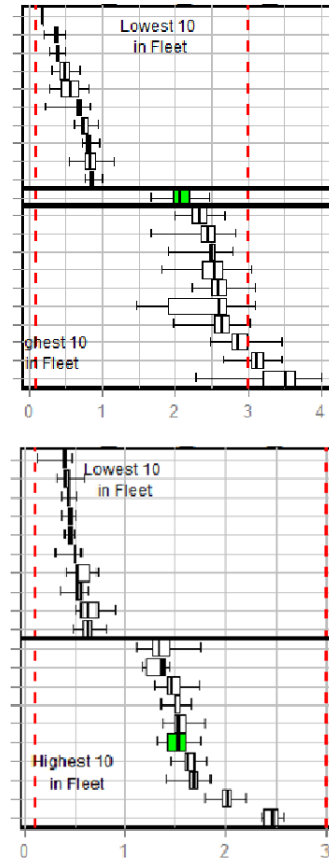 Lowest 10
in Fleet
ghest 10
in Fleet
0 1 2 3 4
Lowest 10
in Fleet
Highest 10
in Fleet
0 1 2 3